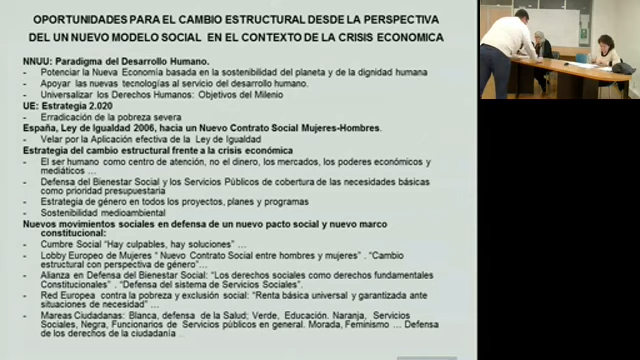 OPORTUNIDADES PARA EL CAMBIO ESTRUCTURAL DESDE LA PERSPECTIVA
DEL UN NUEVO MODELO SOCIAL EN EL CONTEXTO DE LA CRISIS ECONOMICA
NNUU: Paradigma del Desarrollo Humano.
- Potenciar la Nueva Economía basada en la sostenibilidad del planeta y de la dignidad humana
- Apoyar las nuevas tecnologías al servicio del desarrollo humano.
- Universalizar los Derechos Humanos: Objetivos del Milenio
UE: Estrategia 2.020
- Erradicación de la pobreza severa
España, Ley de Igualdad 2006, hacia un Nuevo Contrato Social Mujeres-Hombres.
- Velar por la Aplicación efectiva de la Ley de Igualdad
Estrategia del cambio estructural frente a la crisis económica
- El ser humano como centro de atención, no el dinero, los mercados, los poderes económicos y
mediáticos …
- Defensa del Bienestar Social y los Servicios Públicos de cobertura de las necesidades básicas
como prioridad presupuestaria
- Estrategia de género en todos los proyectos, planes y programas
- Sostenibilidad medioambiental
Nuevos movimientos sociales en defensa de un nuevo pacto social y nuevo marco
constitucional:
- Cumbre Social "Hay culpables, hay soluciones" …
- Lobby Europeo de Mujeres " Nuevo Contrato Social entre hombres y mujeres" . "Cambio
estructural con perspectiva de género"…
- Alianza en Defensa del Bienestar Social: "Los derechos sociales como derechos fundamentales
Constitucionales" . "Defensa del sistema de Servicios Sociales".
- Red Europea contra la pobreza y exclusión social: "Renta básica universal y garantizada ante
situaciones de necesidad" …
- Mareas Ciudadanas: Blanca, defensa de la Salud; Verde, Educación. Naranja, Servicios
Sociales, Negra, Funcionarios de Servicios públicos en general. Morada, Feminismo … Defensa
de los derechos de la ciudadanía